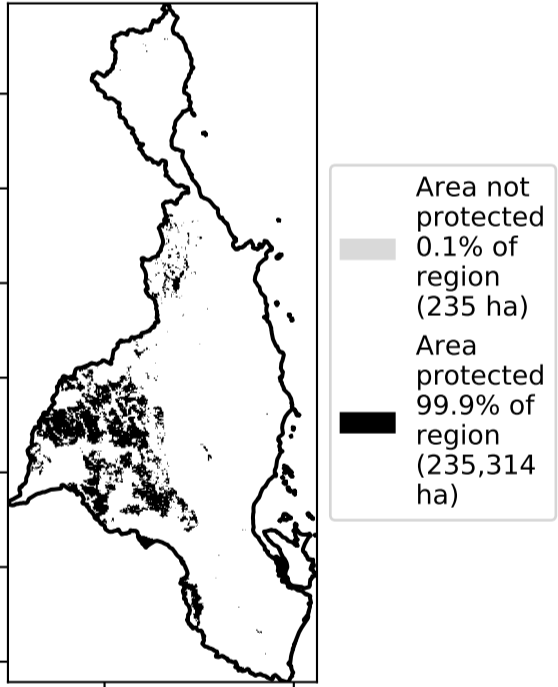 Area not
protected
0.1% of
region
(235 ha)
Area
protected
99.9% of
region
(235,314
ha)